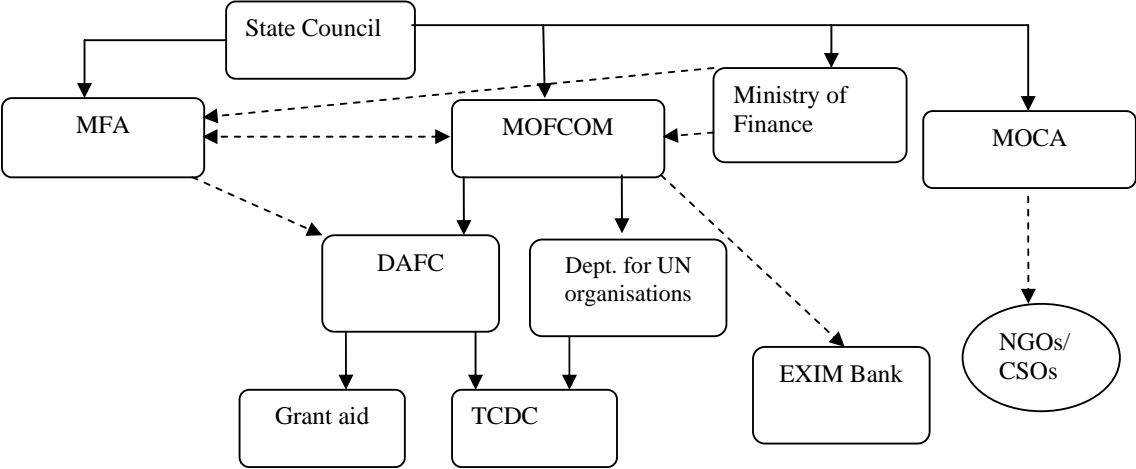 State Council
MFA
MOFCOM
Ministry of
Finance
MOCA
DAFC
Dept. for UN
organisations
NGOs/
CSOs
EXIM Bank
Grant aid
TCDC